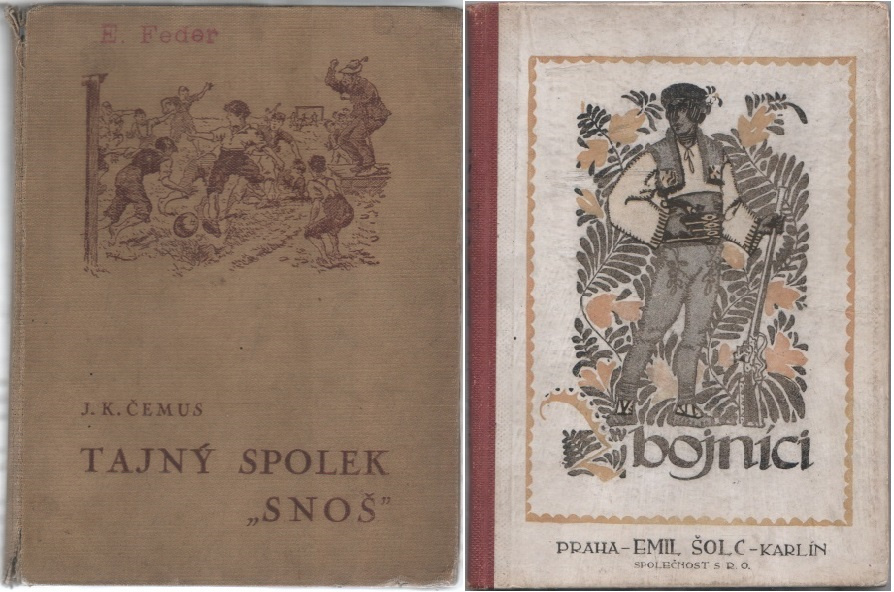 E. Feder
J. K. ČEMUS
TAJNÝ SPOLEK
„SNOŠ”
Zbojníci
PRAHA-EMIL ŠOLC-KARLÍN
SPOLEČNOST S R. O.